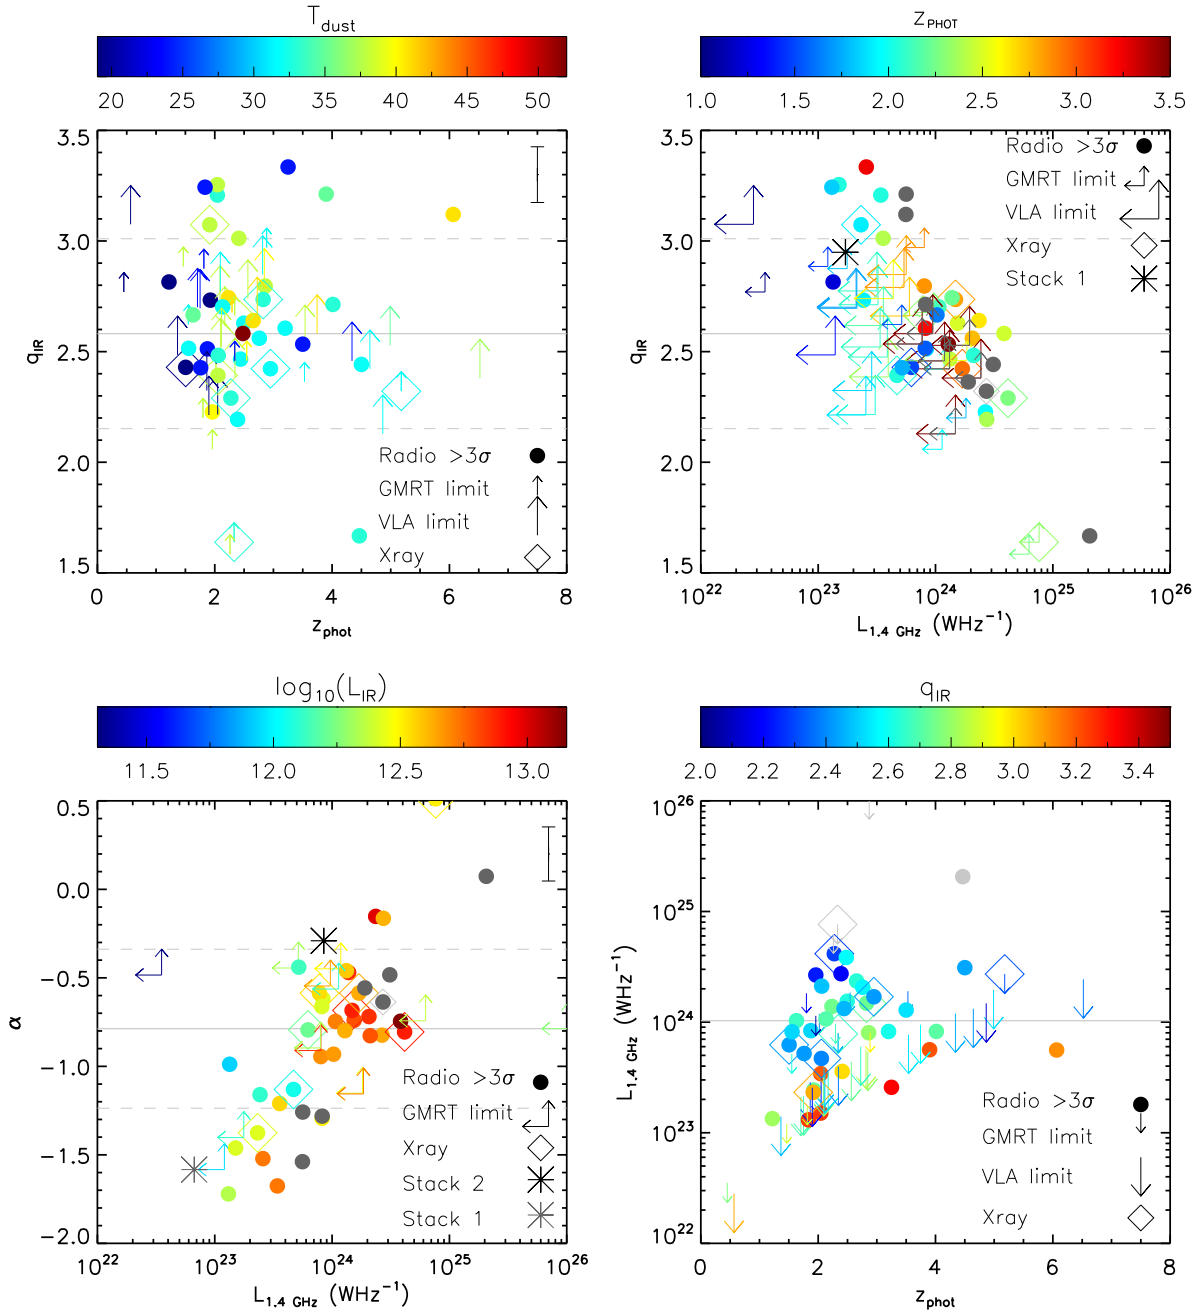 T_dust
20 25 30 35 40 45 50
3.5
3.0
2.5
2.0
1.5
q_IR
Radio >3σ
GMRT limit
VLA limit
Xray
0 2 4 6 8
z_phot
z_PHOT
1.0 1.5 2.0 2.5 3.0 3.5
3.5
3.0
2.5
2.0
1.5
q_IR
Radio >3σ
GMRT limit
VLA limit
Xray
Stack 1
10^22 10^23 10^24 10^25 10^26
L_1.4 GHz (WHz^-1)
log_10(L_IR)
11.5 12.0 12.5 13.0
0.5
0.0
-0.5
-1.0
-1.5
-2.0
α
Radio >3σ
GMRT limit
Xray
Stack 2
Stack 1
10^22 10^23 10^24 10^25 10^26
L_1.4 GHz (WHz^-1)
q_IR
2.0 2.2 2.4 2.6 2.8 3.0 3.2 3.4
10^26
10^25
10^24
10^23
10^22
L_1.4 GHz (WHz^-1)
Radio >3σ
GMRT limit
VLA limit
Xray
0 2 4 6 8
z_phot